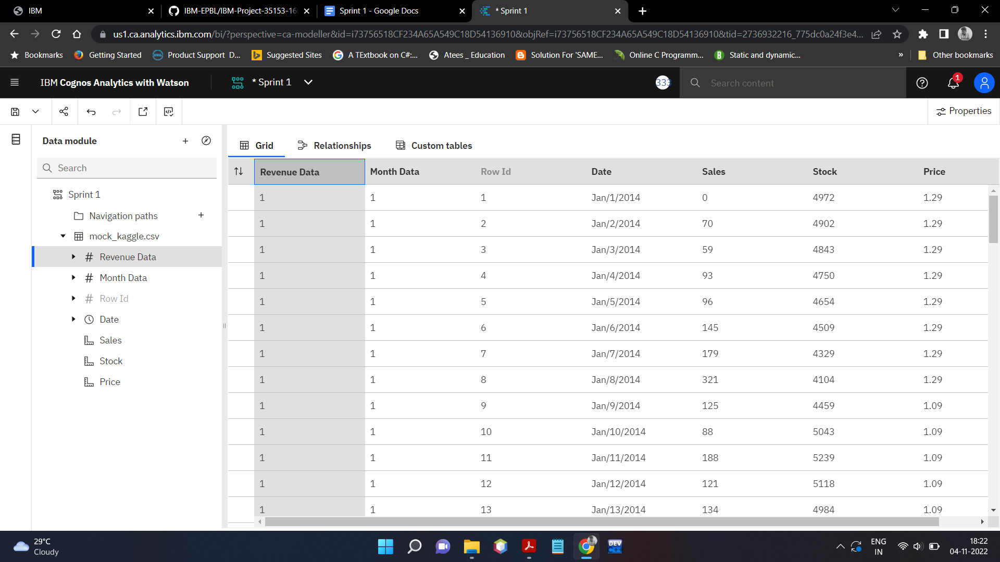 IBM
IBM-EPBL/IBM-Project-35153-16
Sprint 1 - Google Docs
* Sprint 1
us1.ca.analytics.ibm.com/bi/?perspective=ca-modeller&id=i73756518CF234A65A549C18D54136910&objRef=i73756518CF234A65A549C18D54136910&tid=2736932216_775dc0a24f3e4...
Bookmarks
Getting Started
Product Support D...
Suggested Sites
A TExtbook on C#:...
Atees _ Education
Solution For 'SAME...
Online C Programm...
Static and dynamic...
»
Other bookmarks
IBM Cognos Analytics with Watson
* Sprint 1
333
Search content
1
Properties
Data module
Search
Sprint 1
Navigation paths
mock_kaggle.csv
# Revenue Data
# Month Data
# Row Id
Date
Sales
Stock
Price
Grid
Relationships
Custom tables
Revenue Data Month Data Row Id Date Sales Stock Price
1 1 1 Jan/1/2014 0 4972 1.29
1 1 2 Jan/2/2014 70 4902 1.29
1 1 3 Jan/3/2014 59 4843 1.29
1 1 4 Jan/4/2014 93 4750 1.29
1 1 5 Jan/5/2014 96 4654 1.29
1 1 6 Jan/6/2014 145 4509 1.29
1 1 7 Jan/7/2014 179 4329 1.29
1 1 8 Jan/8/2014 321 4104 1.29
1 1 9 Jan/9/2014 125 4459 1.09
1 1 10 Jan/10/2014 88 5043 1.09
1 1 11 Jan/11/2014 188 5239 1.09
1 1 12 Jan/12/2014 121 5118 1.09
1 1 13 Jan/13/2014 134 4984 1.09
29°C
Cloudy
DEV
ENG
IN
18:22
04-11-2022